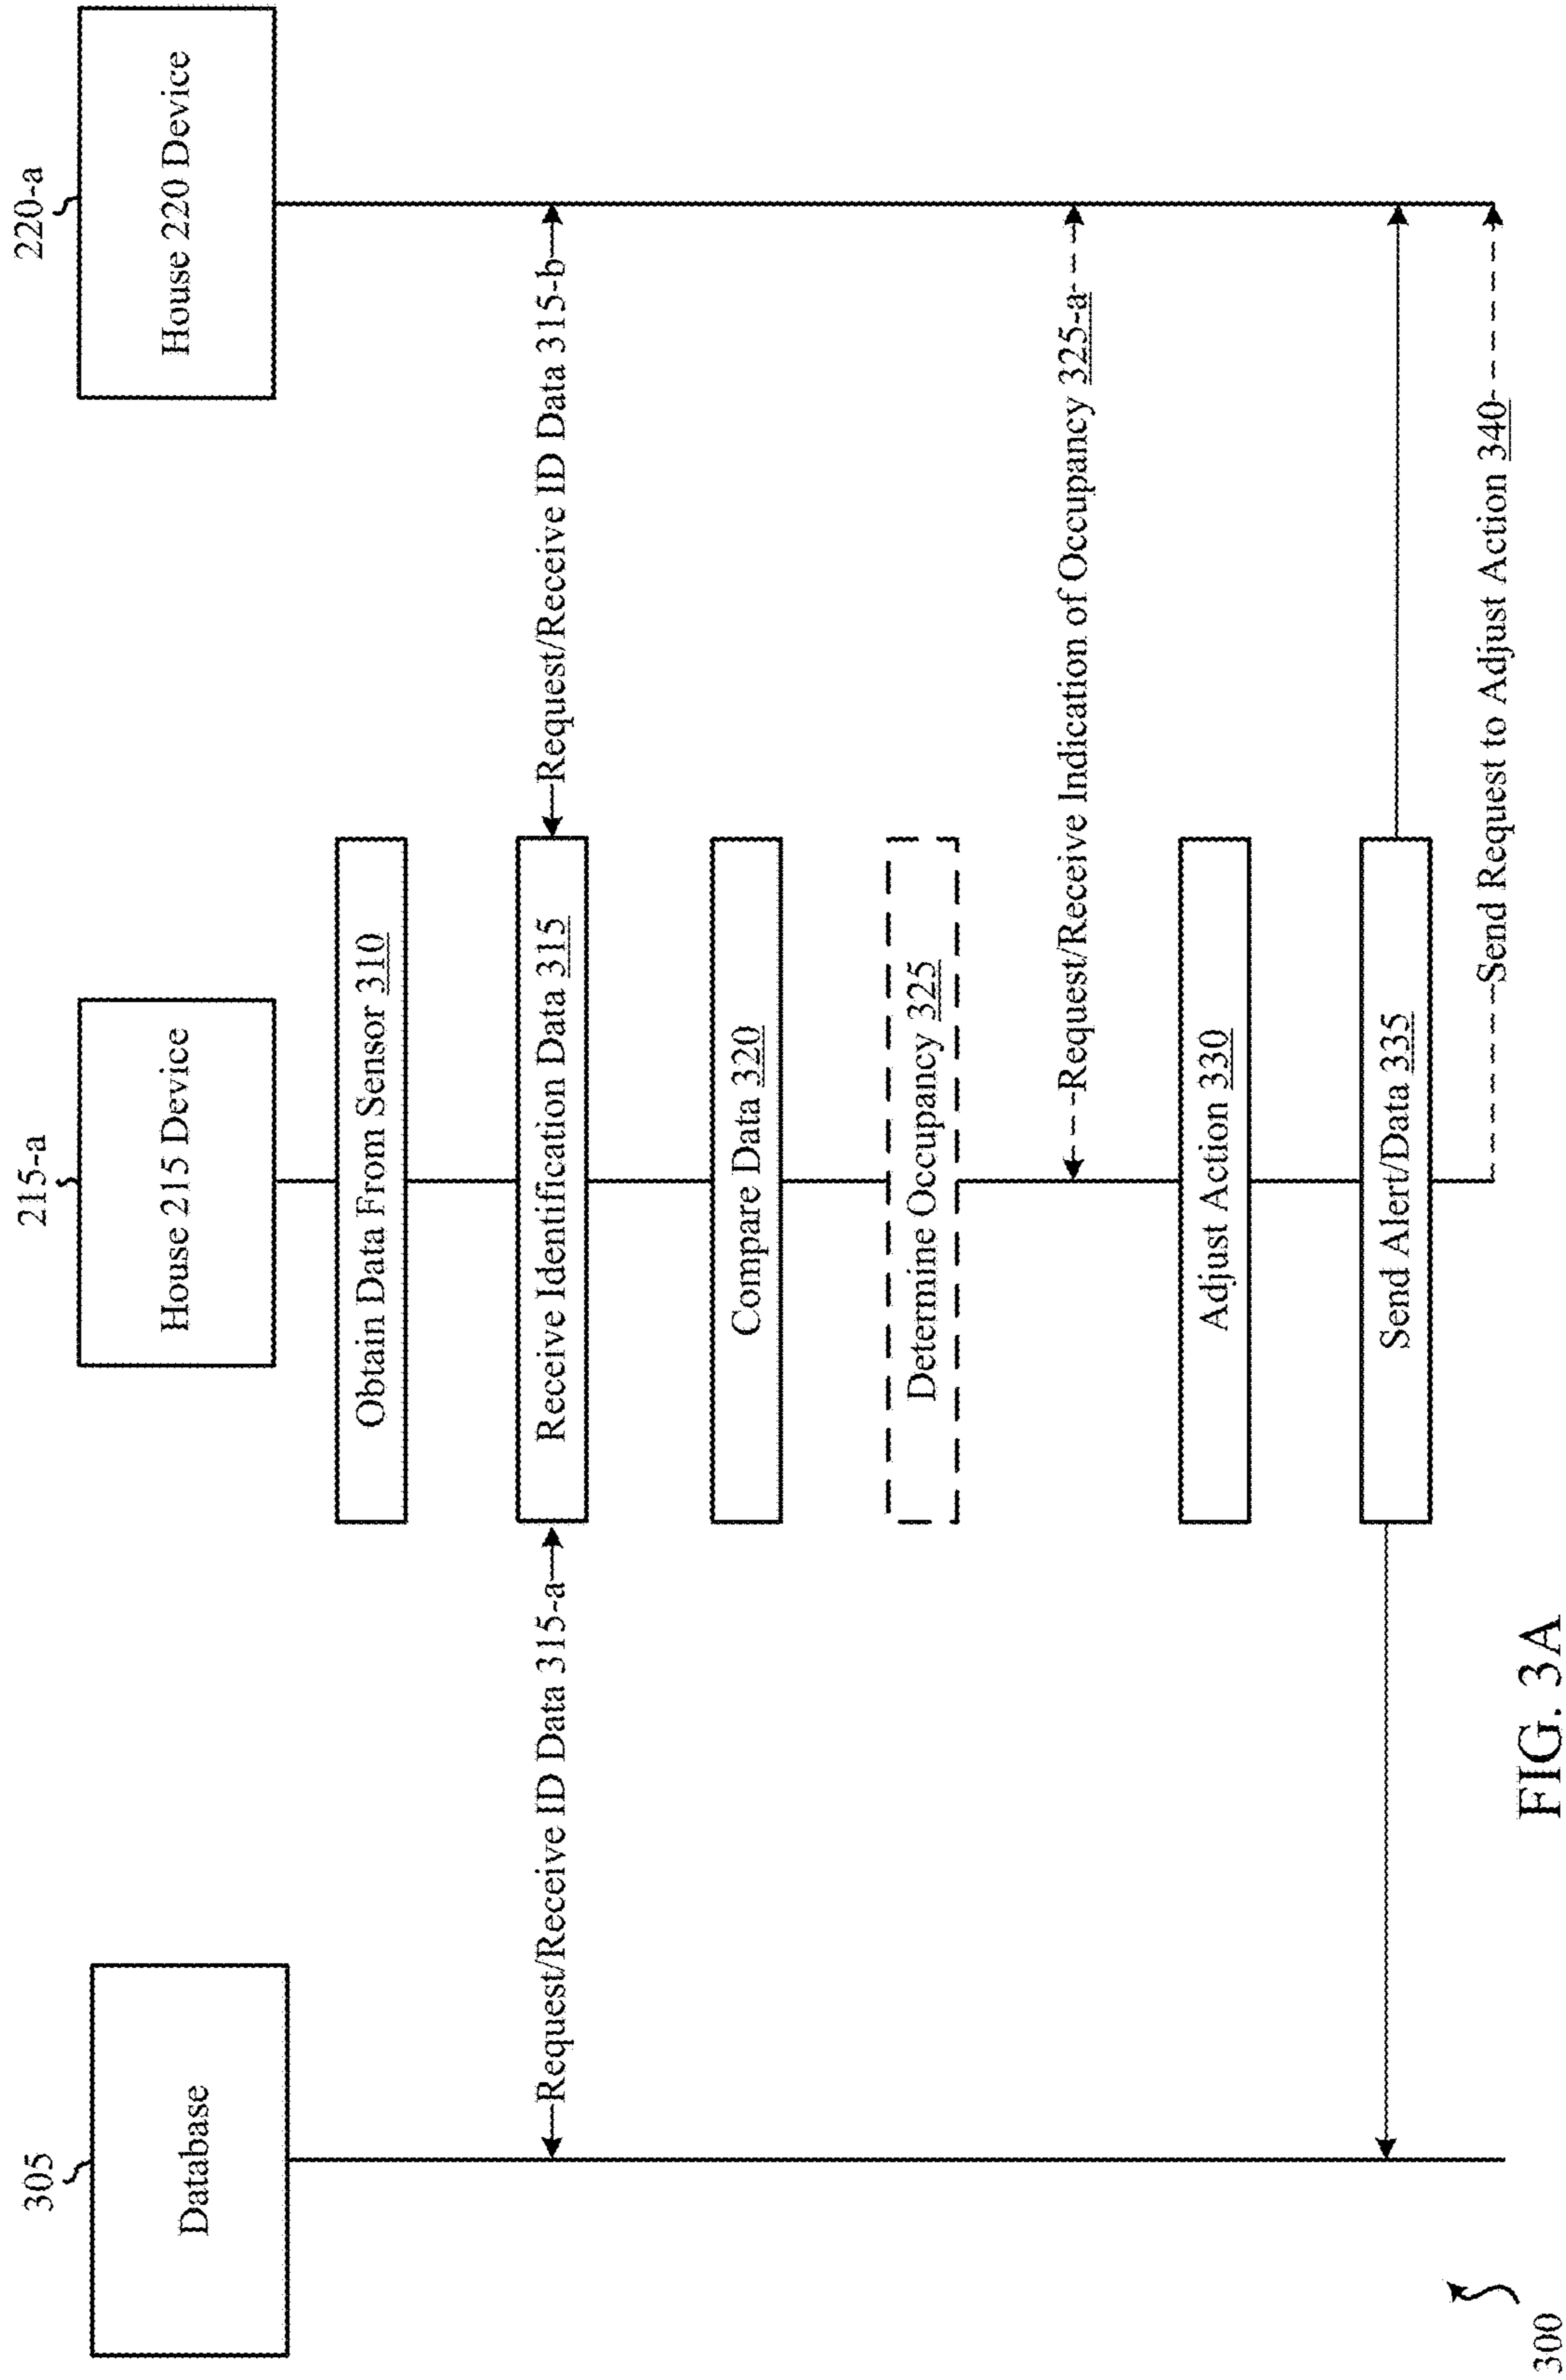 305
Database
215-a
House 215 Device
220-a
House 220 Device
Obtain Data From Sensor 310
Request/Receive ID Data 315-a
Receive Identification Data 315
Request/Receive ID Data 315-b
Compare Data 320
Determine Occupancy 325
Request/Receive Indication of Occupancy 325-a
Adjust Action 330
Send Alert/Data 335
Send Request to Adjust Action 340
300
FIG. 3A